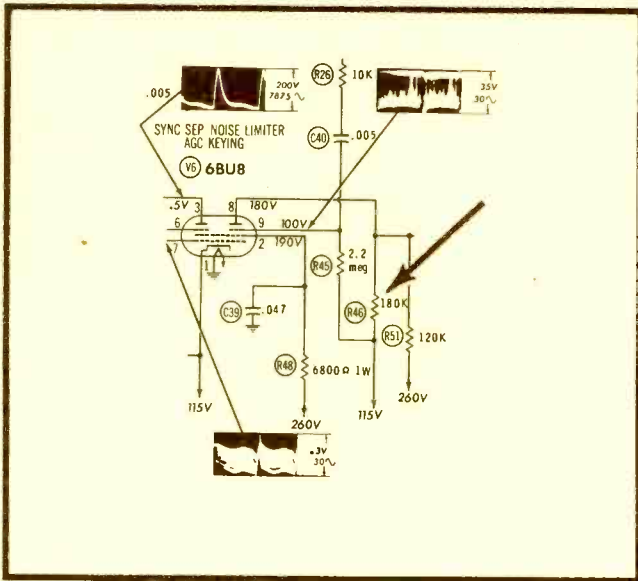 .005
200V
7875∿
R26
10K
35V
30∿
SYNC SEP NOISE LIMITER
AGC KEYING
V6 6BU8
C40
.005
.5V
3
8
180V
6
9
100V
7
2
190V
1
R45
2.2
meg
C39
.047
R46
180K
R51
120K
R48
6800Ω 1W
115V
260V
115V
260V
.3V
30∿